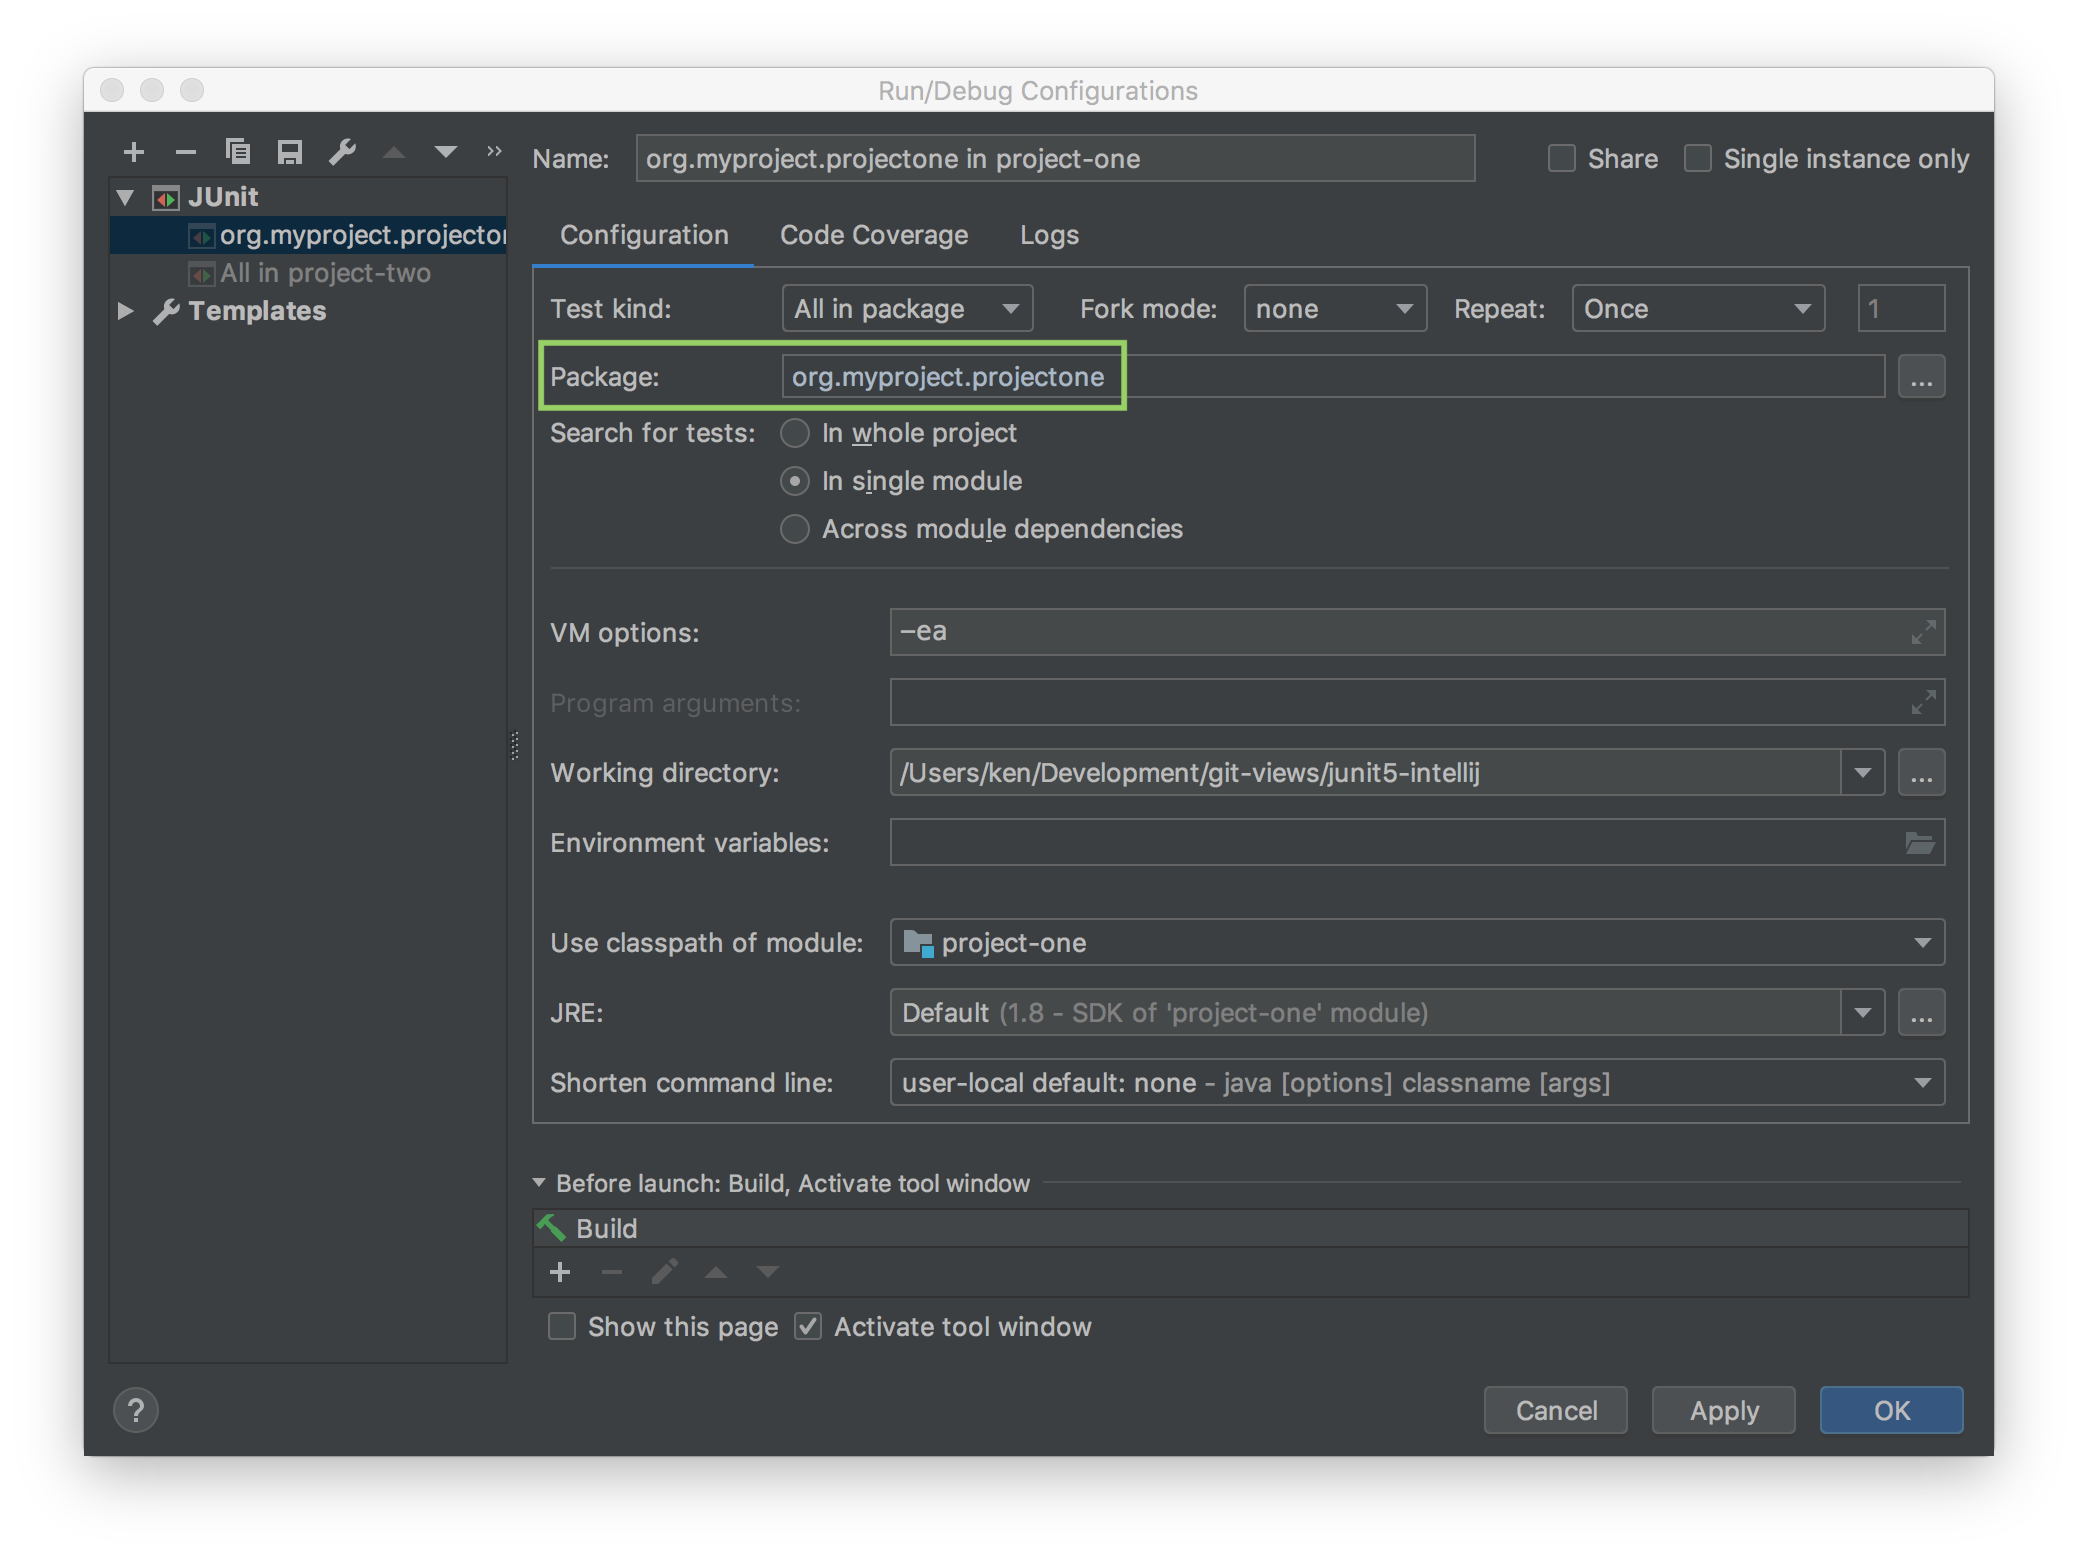 Run/Debug Configurations
Name: org.myproject.projectone in project-one Share Single instance only
JUnit
org.myproject.projecto
All in project-two
Templates
Configuration Code Coverage Logs
Test kind: All in package Fork mode: none Repeat: Once 1
Package: org.myproject.projectone ...
Search for tests: In whole project
In single module
Across module dependencies
VM options: -ea
Program arguments:
Working directory: /Users/ken/Development/git-views/junit5-intellij ...
Environment variables:
Use classpath of module: project-one
JRE: Default (1.8 - SDK of 'project-one' module) ...
Shorten command line: user-local default: none - java [options] classname [args]
Before launch: Build, Activate tool window
Build
Show this page Activate tool window
? Cancel Apply OK